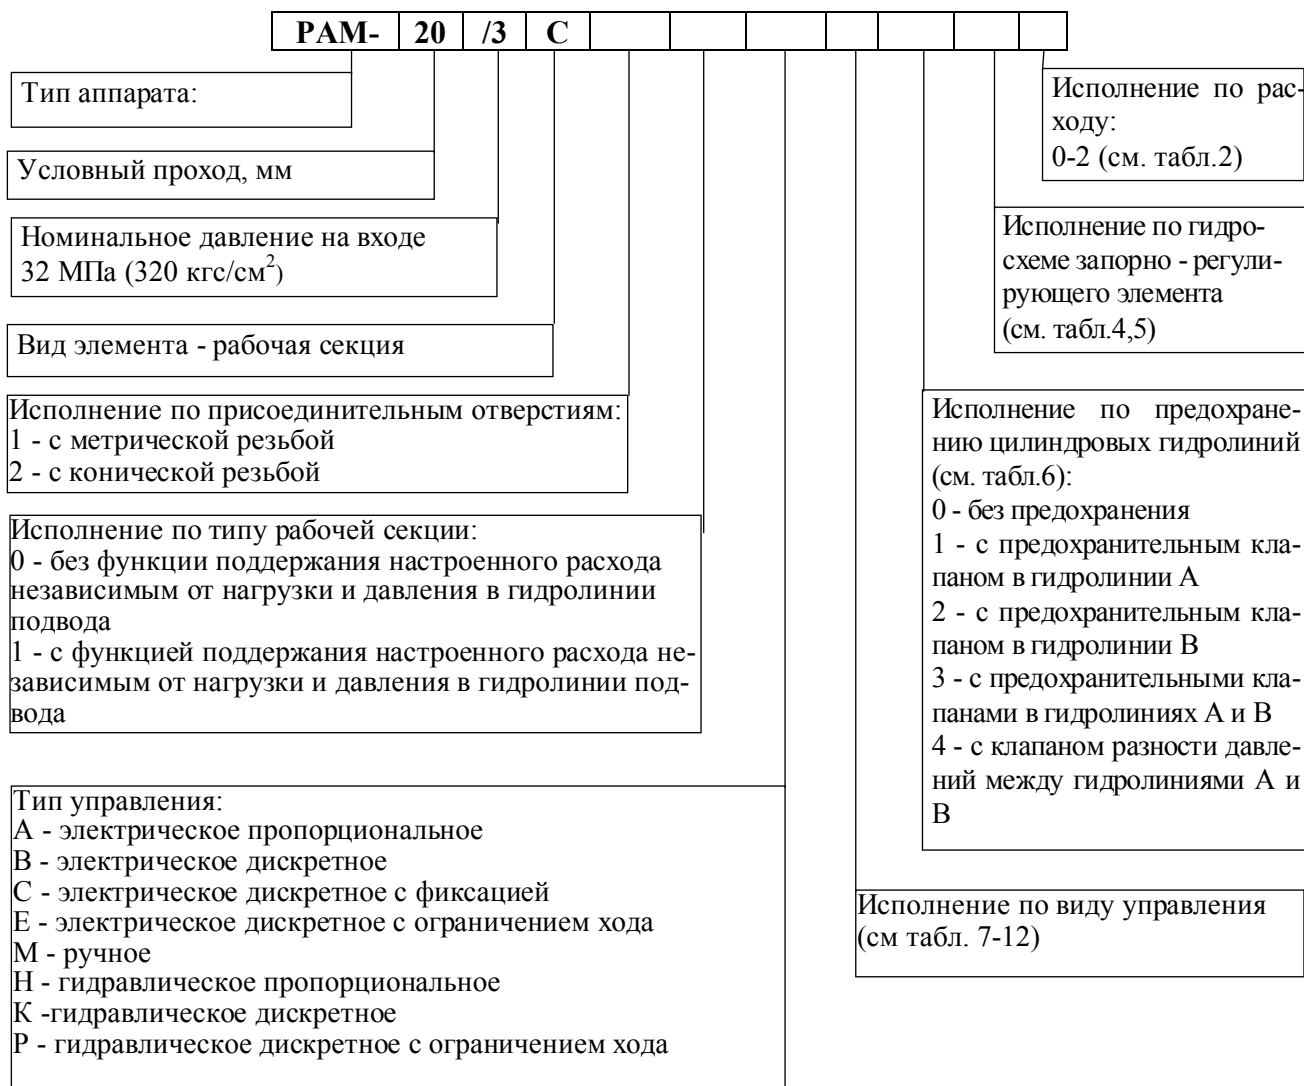 РАМ- 20 /3 С
Тип аппарата:
Условный проход, мм
Номинальное давление на входе
32 МПа (320 кгс/см²)
Вид элемента - рабочая секция
Исполнение по присоединительным отверстиям:
1 - с метрической резьбой
2 - с конической резьбой
Исполнение по типу рабочей секции:
0 - без функции поддержания настроенного расхода
независимым от нагрузки и давления в гидролинии
подвода
1 - с функцией поддержания настроенного расхода не-
зависимым от нагрузки и давления в гидролинии под-
вода
Тип управления:
А - электрическое пропорциональное
В - электрическое дискретное
С - электрическое дискретное с фиксацией
Е - электрическое дискретное с ограничением хода
М - ручное
Н - гидравлическое пропорциональное
К -гидравлическое дискретное
Р - гидравлическое дискретное с ограничением хода
Исполнение по рас-
ходу:
0-2 (см. табл.2)
Исполнение по гидро-
схеме запорно - регули-
рующего элемента
(см. табл.4,5)
Исполнение по предохране-
нию цилиндровых гидролиний
(см. табл.6):
0 - без предохранения
1 - с предохранительным кла-
паном в гидролинии А
2 - с предохранительным кла-
паном в гидролинии В
3 - с предохранительными кла-
панами в гидролиниях А и В
4 - с клапаном разности давле-
ний между гидролиниями А и
В
Исполнение по виду управления
(см табл. 7-12)